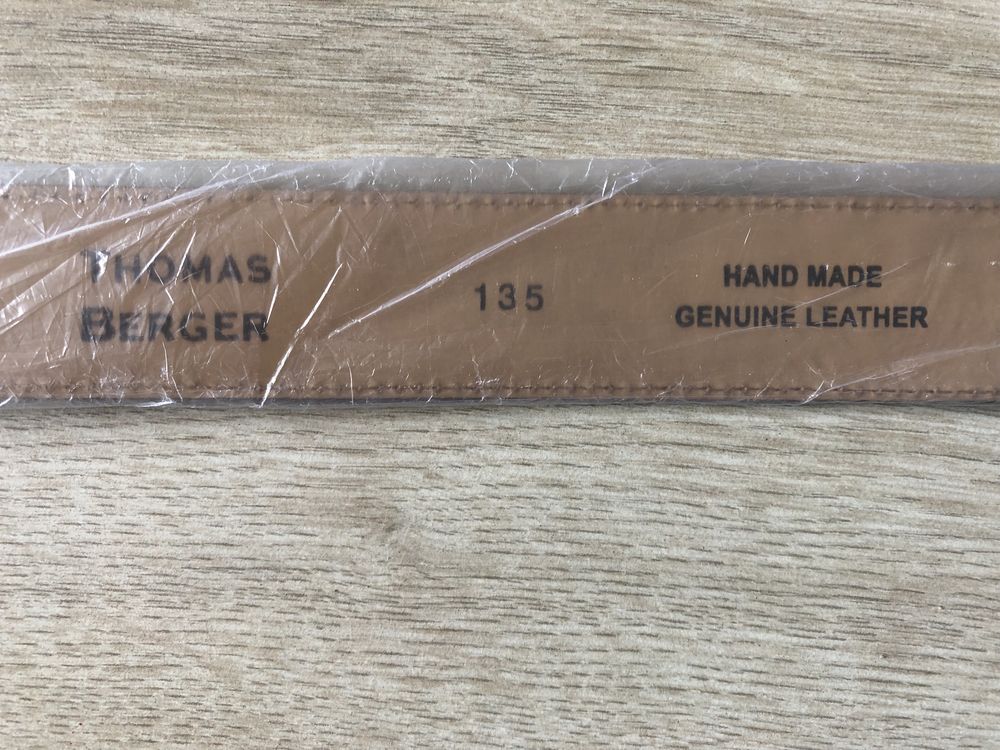 THOMAS
BERGER
135
HAND MADE
GENUINE LEATHER